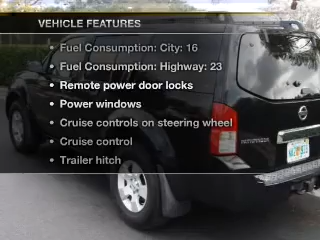 VEHICLE FEATURES
• Fuel Consumption: City: 16
• Fuel Consumption: Highway: 23
• Remote power door locks
• Power windows
• Cruise controls on steering wheel
• Cruise control
• Trailer hitch
PATHFINDER